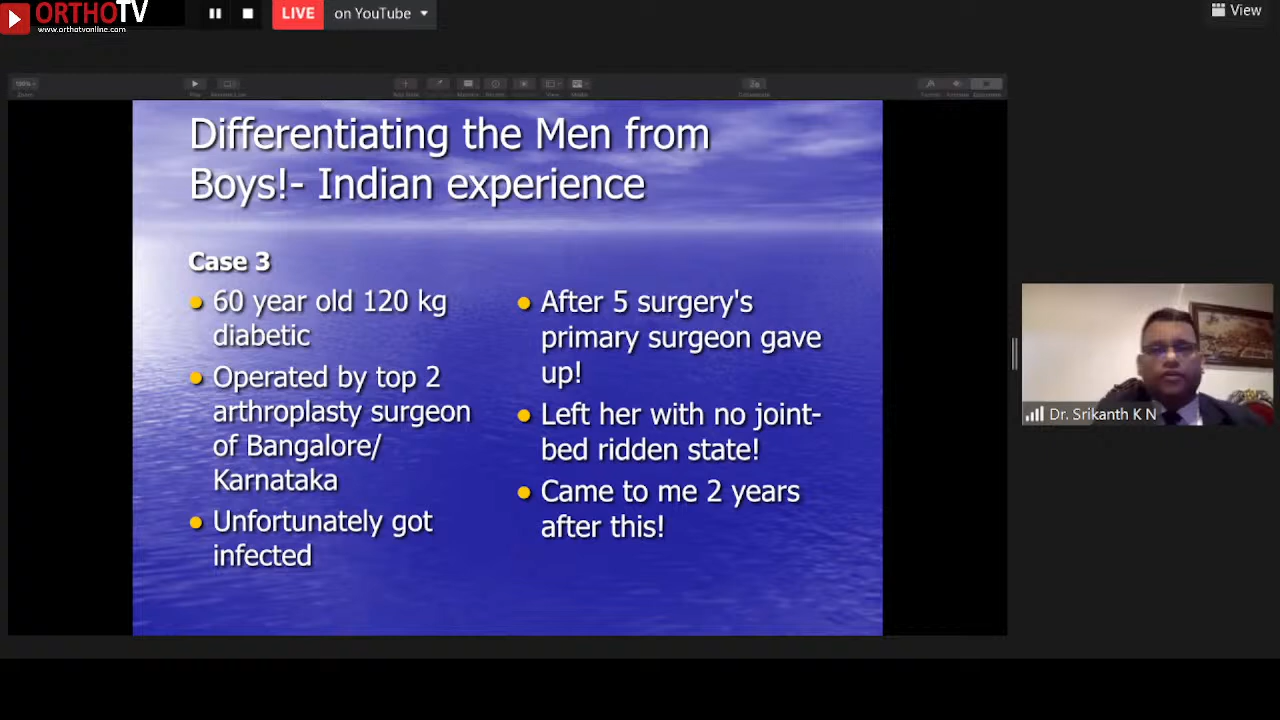 ORTHOTV
www.orthotvonline.com
LIVE on YouTube
View
Differentiating the Men from
Boys!- Indian experience
Case 3
60 year old 120 kg
diabetic
Operated by top 2
arthroplasty surgeon
of Bangalore/
Karnataka
Unfortunately got
infected
After 5 surgery's
primary surgeon gave
up!
Left her with no joint-
bed ridden state!
Came to me 2 years
after this!
Dr. Srikanth K N